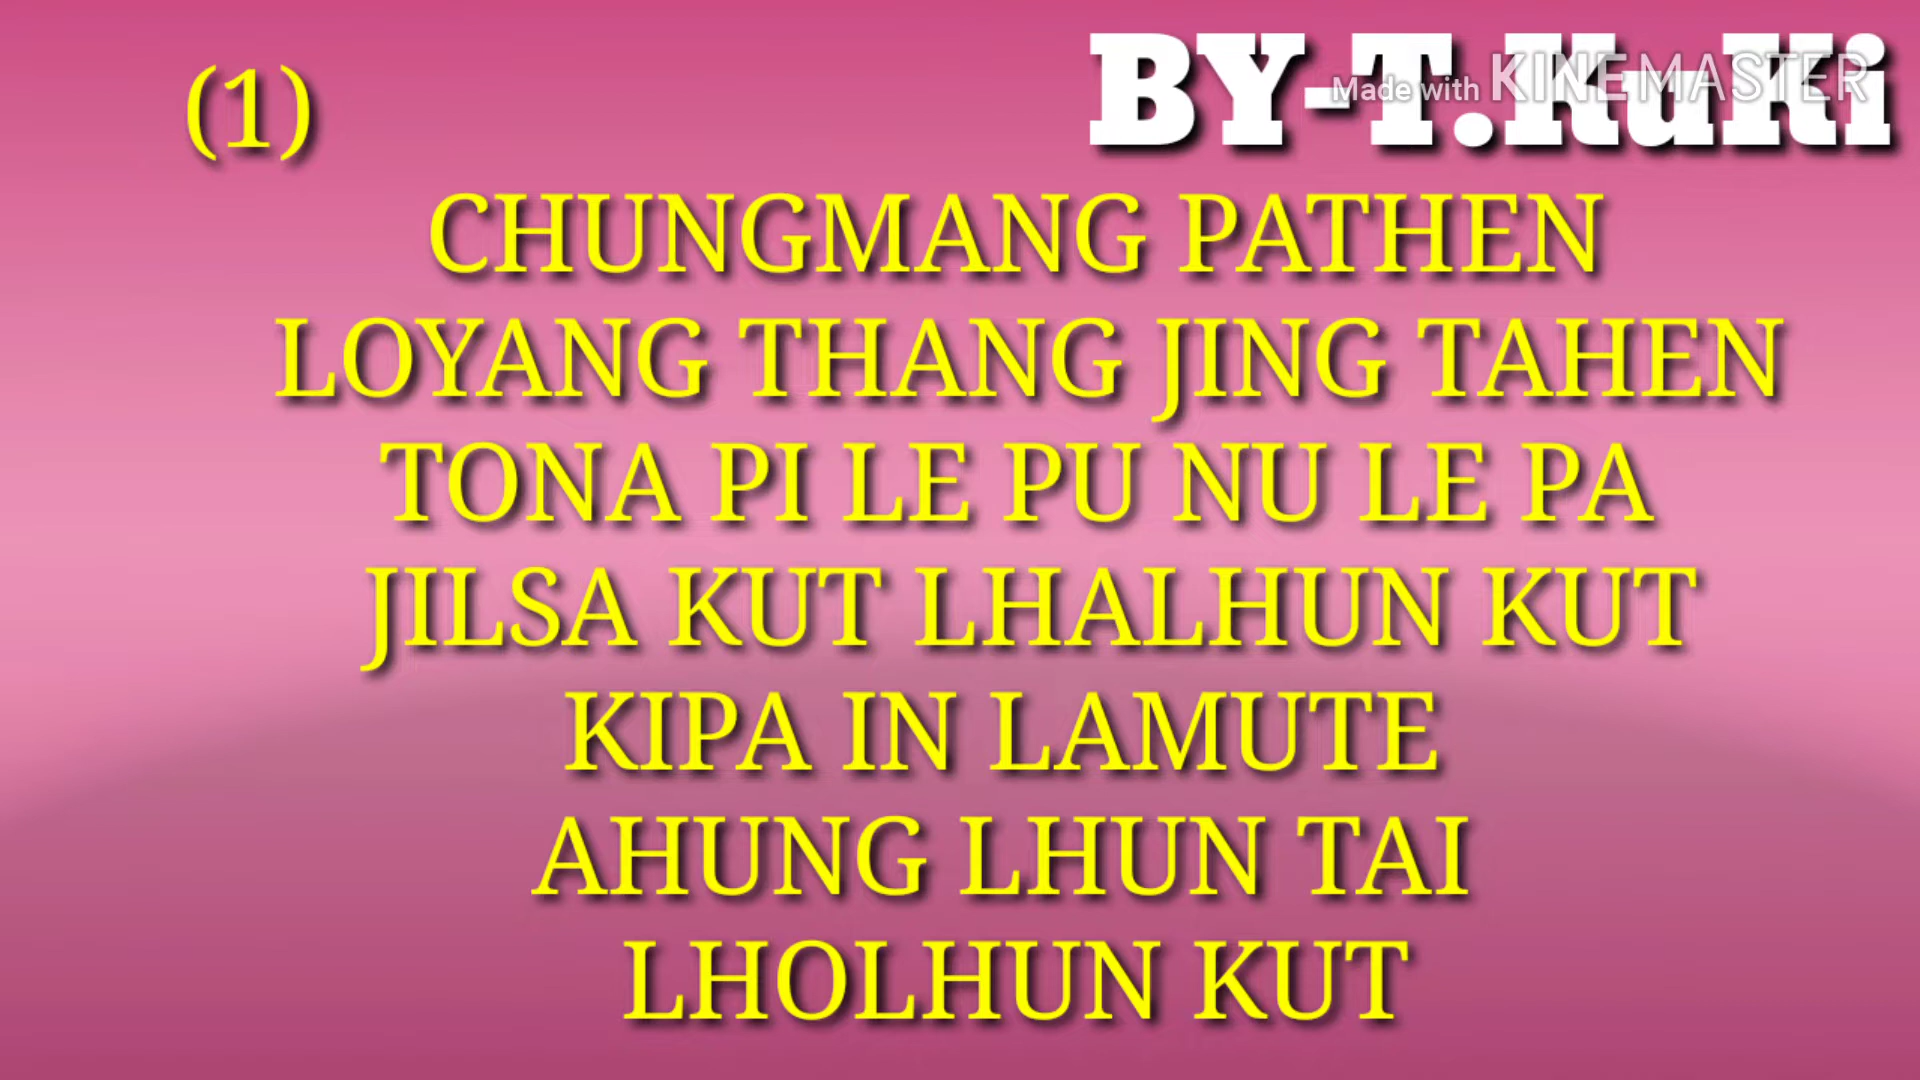 BY-T.KuKi
Made with KINEMASTER
(1)
CHUNGMANG PATHEN
LOYANG THANG JING TAHEN
TONA PI LE PU NU LE PA
JILSA KUT LHALHUN KUT
KIPA IN LAMUTE
AHUNG LHUN TAI
LHOLHUN KUT